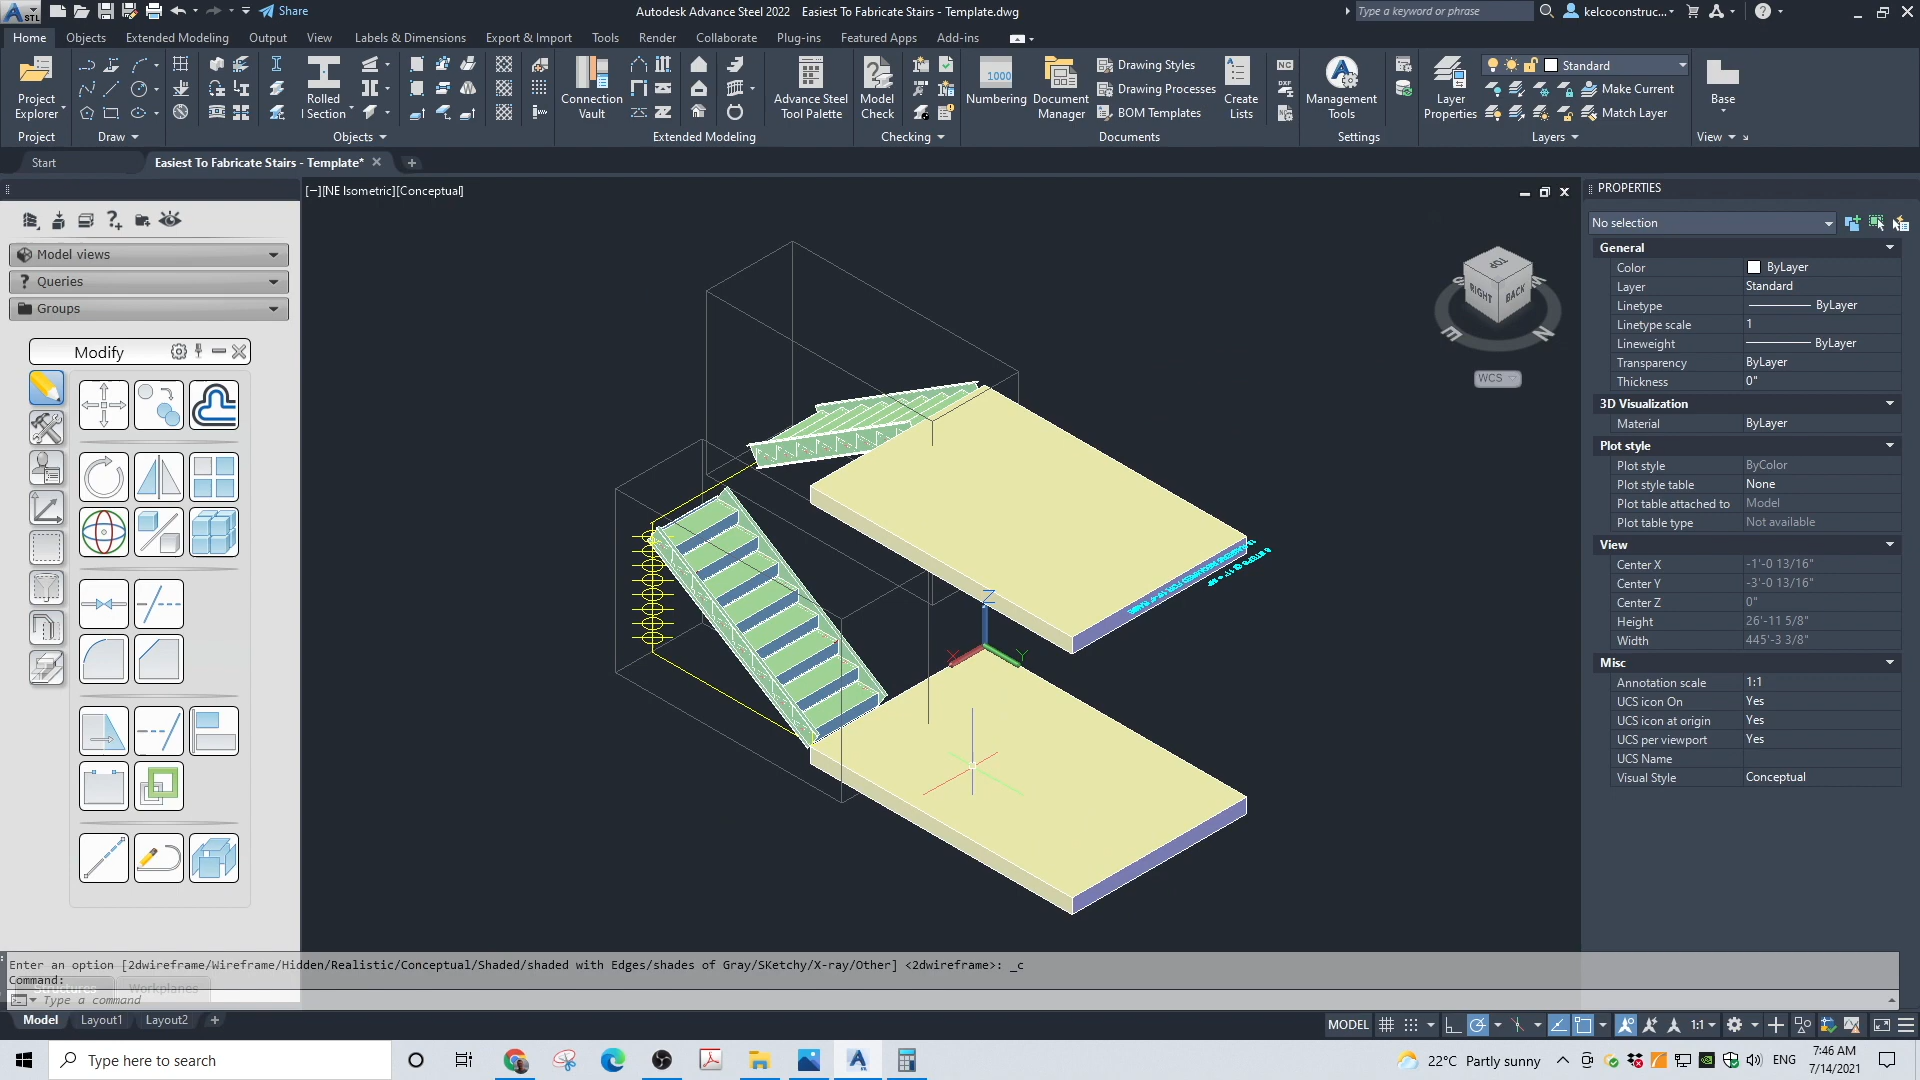 Share
Autodesk Advance Steel 2022 Easiest To Fabricate Stairs - Template.dwg
Type a keyword or phrase
kelcoconstruc...
STL
Home Objects Extended Modeling Output View Labels & Dimensions Export & Import Tools Render Collaborate Plug-ins Featured Apps Add-ins
Project Explorer
Rolled I Section
Connection Vault
Advance Steel Tool Palette
Model Check
1000
Numbering
Document Manager
Drawing Styles
Drawing Processes
BOM Templates
Create Lists
NC
DXF
Management Tools
Layer Properties
Standard
Make Current
Match Layer
Base
Project Draw Objects Extended Modeling Checking Documents Settings Layers View
Start
Easiest To Fabricate Stairs - Template*
[−][NE Isometric][Conceptual]
Model views
Queries
Groups
Modify
TOP
RIGHT
BACK
E
N
WCS
X
Y
Z
PROPERTIES
No selection
General
Color ByLayer
Layer Standard
Linetype ByLayer
Linetype scale 1
Lineweight ByLayer
Transparency ByLayer
Thickness 0"
3D Visualization
Material ByLayer
Plot style
Plot style ByColor
Plot style table None
Plot table attached to Model
Plot table type Not available
View
Center X -1'-0 13/16"
Center Y -3'-0 13/16"
Center Z 0"
Height 26'-11 5/8"
Width 445'-3 3/8"
Misc
Annotation scale 1:1
UCS icon On Yes
UCS icon at origin Yes
UCS per viewport Yes
UCS Name
Visual Style Conceptual
Enter an option [2dwireframe/Wireframe/Hidden/Realistic/Conceptual/Shaded/shaded with Edges/shades of Gray/SKetchy/X-ray/Other] <2dwireframe>: _c
Command:
Structures Workplanes
Type a command
Model Layout1 Layout2
MODEL
1:1
Type here to search
22°C Partly sunny
ENG
7:46 AM
7/14/2021